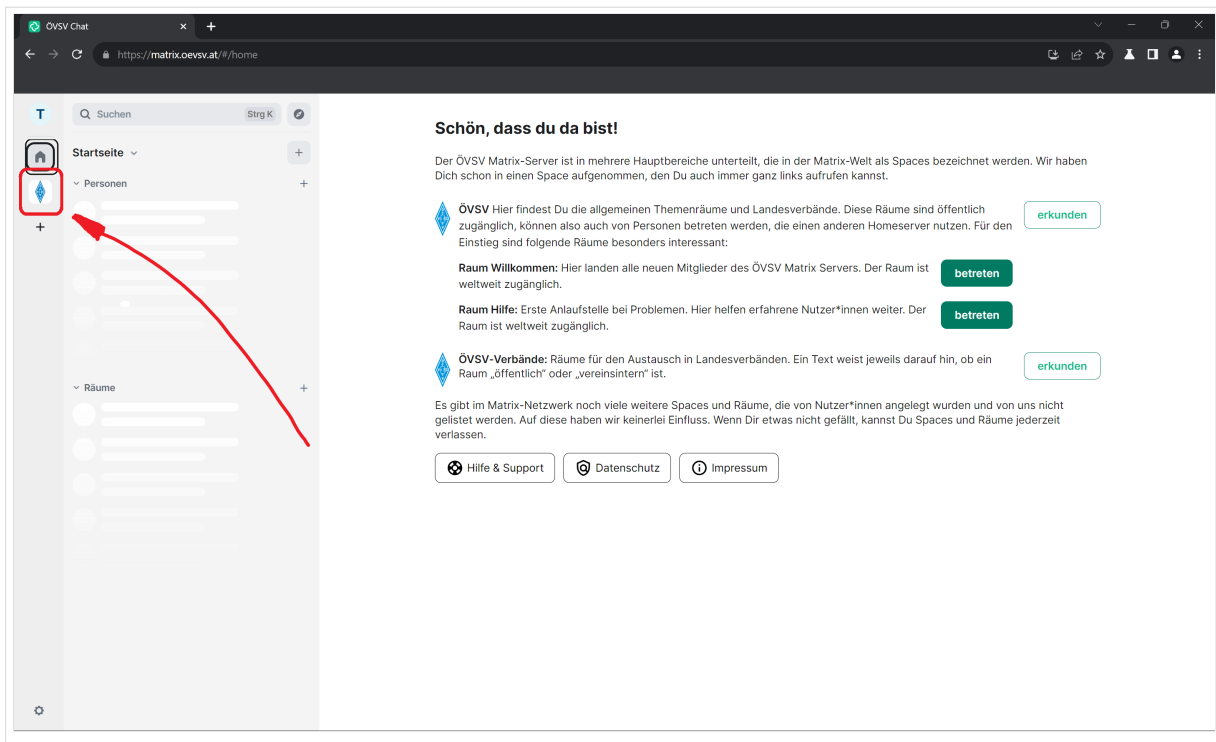 ÖVSV Chat
https://matrix.oevsv.at/#/home
T
Suchen
Strg K
Startseite
Personen
Räume
Schön, dass du da bist!
Der ÖVSV Matrix-Server ist in mehrere Hauptbereiche unterteilt, die in der Matrix-Welt als Spaces bezeichnet werden. Wir haben
Dich schon in einen Space aufgenommen, den Du auch immer ganz links aufrufen kannst.
ÖVSV Hier findest Du die allgemeinen Themenräume und Landesverbände. Diese Räume sind öffentlich
zugänglich, können also auch von Personen betreten werden, die einen anderen Homeserver nutzen. Für den
Einstieg sind folgende Räume besonders interessant:
erkunden
Raum Willkommen: Hier landen alle neuen Mitglieder des ÖVSV Matrix Servers. Der Raum ist
weltweit zugänglich.
betreten
Raum Hilfe: Erste Anlaufstelle bei Problemen. Hier helfen erfahrene Nutzer*innen weiter. Der
Raum ist weltweit zugänglich.
betreten
ÖVSV-Verbände: Räume für den Austausch in Landesverbänden. Ein Text weist jeweils darauf hin, ob ein
Raum „öffentlich" oder „vereinsintern" ist.
erkunden
Es gibt im Matrix-Netzwerk noch viele weitere Spaces und Räume, die von Nutzer*innen angelegt wurden und von uns nicht
gelistet werden. Auf diese haben wir keinerlei Einfluss. Wenn Dir etwas nicht gefällt, kannst Du Spaces und Räume jederzeit
verlassen.
Hilfe & Support
Datenschutz
Impressum